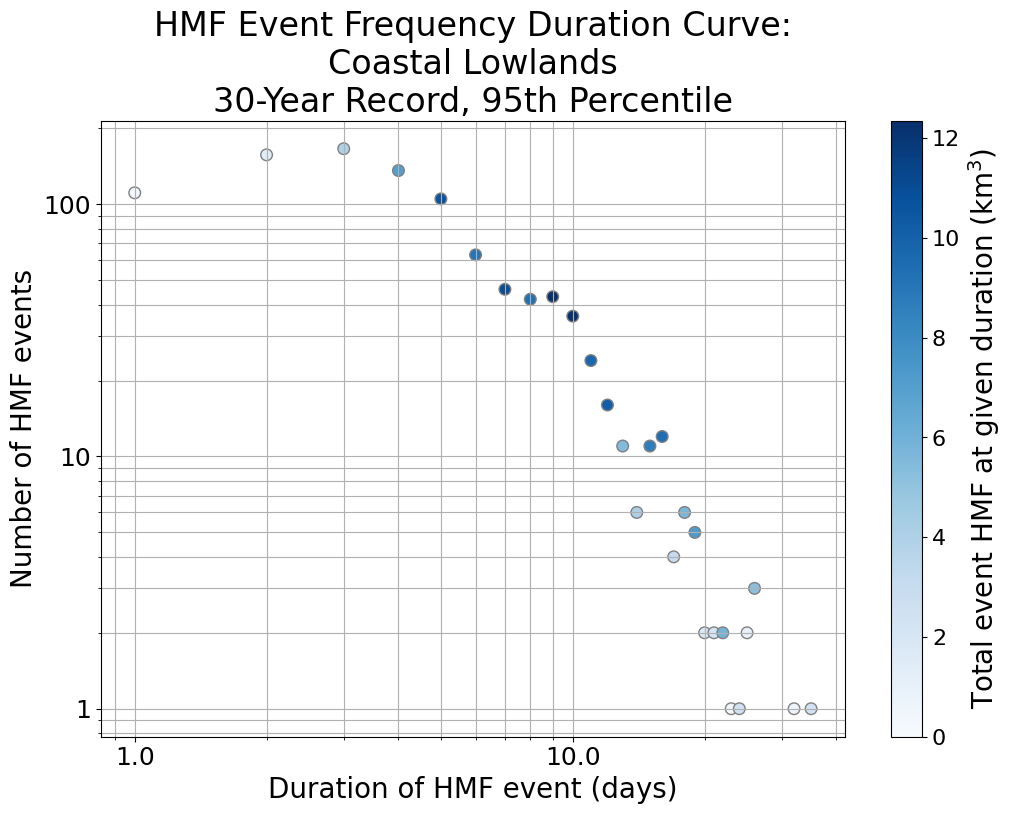 HMF Event Frequency Duration Curve:
Coastal Lowlands
30-Year Record, 95th Percentile
Number of HMF events
100
10
1
1.0
10.0
Duration of HMF event (days)
12
10
8
6
4
2
0
Total event HMF at given duration (km³)